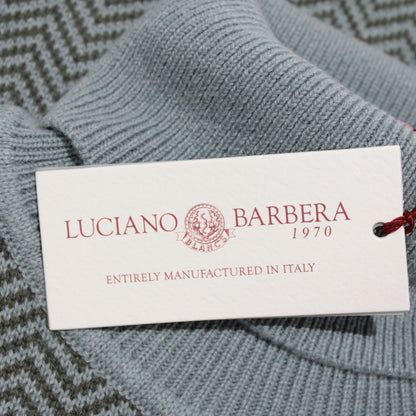 LUCIANO BARBERA
1970
ENTIRELY MANUFACTURED IN ITALY